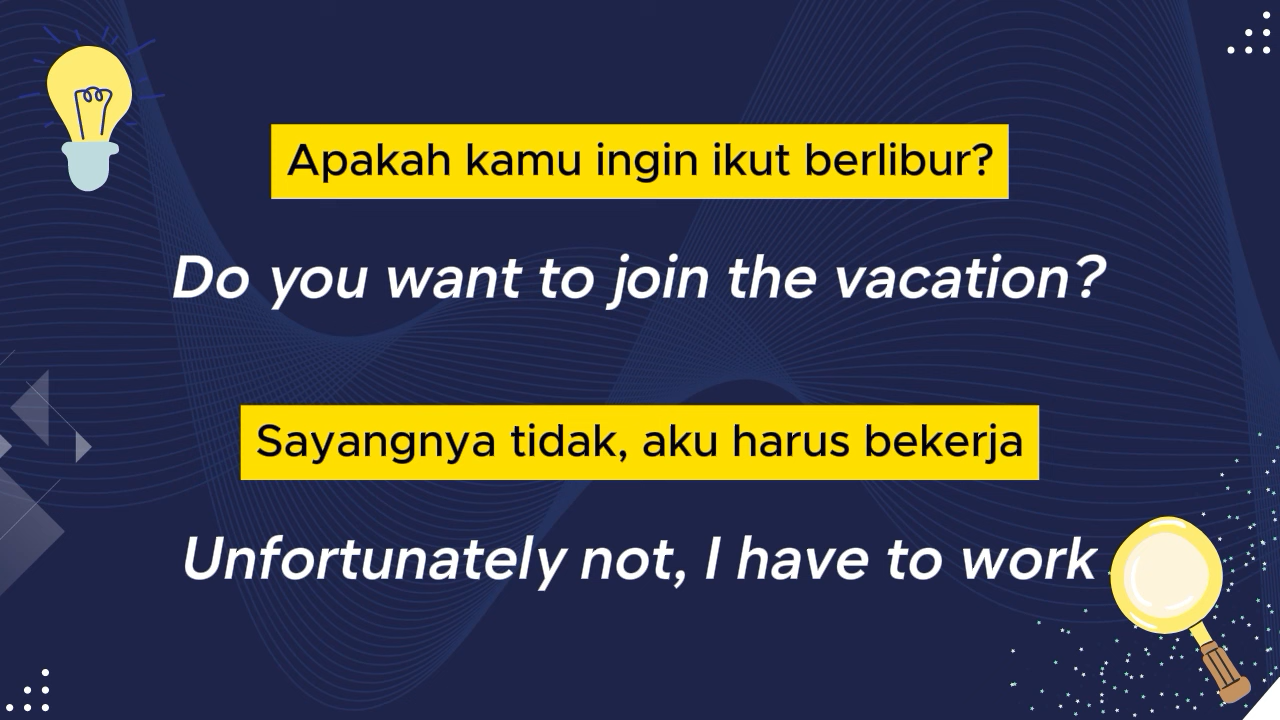 Apakah kamu ingin ikut berlibur?
Do you want to join the vacation?
Sayangnya tidak, aku harus bekerja
Unfortunately not, I have to work